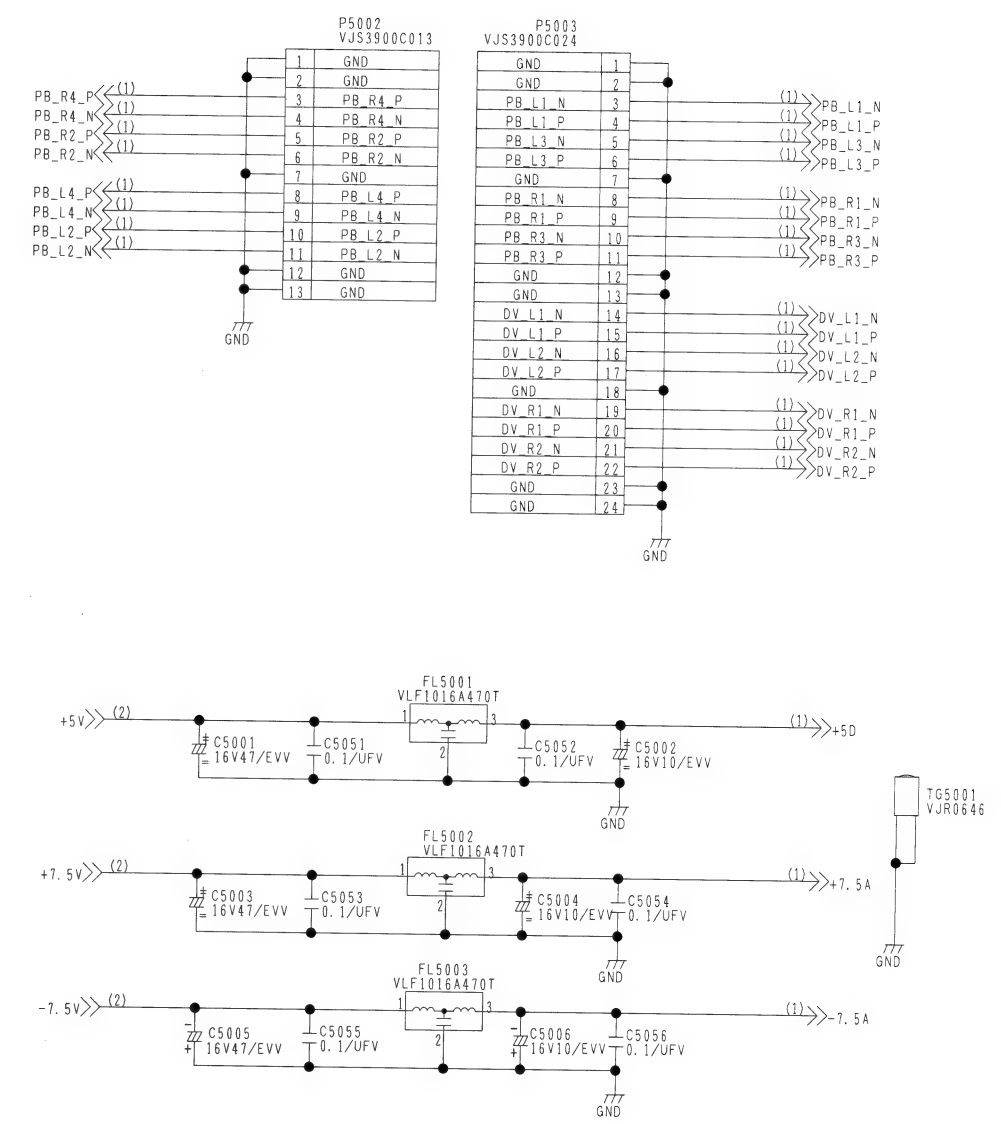 P5002
VJS3900C013
1 GND
2 GND
PB_R4_P (1) 3 PB_R4_P
PB_R4_N (1) 4 PB_R4_N
PB_R2_P (1) 5 PB_R2_P
PB_R2_N (1) 6 PB_R2_N
7 GND
PB_L4_P (1) 8 PB_L4_P
PB_L4_N (1) 9 PB_L4_N
PB_L2_P (1) 10 PB_L2_P
PB_L2_N (1) 11 PB_L2_N
12 GND
13 GND
GND
P5003
VJS3900C024
GND 1
GND 2
PB_L1_N 3 (1) PB_L1_N
PB_L1_P 4 (1) PB_L1_P
PB_L3_N 5 (1) PB_L3_N
PB_L3_P 6 (1) PB_L3_P
GND 7
PB_R1_N 8 (1) PB_R1_N
PB_R1_P 9 (1) PB_R1_P
PB_R3_N 10 (1) PB_R3_N
PB_R3_P 11 (1) PB_R3_P
GND 12
GND 13
DV_L1_N 14 (1) DV_L1_N
DV_L1_P 15 (1) DV_L1_P
DV_L2_N 16 (1) DV_L2_N
DV_L2_P 17 (1) DV_L2_P
GND 18
DV_R1_N 19 (1) DV_R1_N
DV_R1_P 20 (1) DV_R1_P
DV_R2_N 21 (1) DV_R2_N
DV_R2_P 22 (1) DV_R2_P
GND 23
GND 24
GND
FL5001
VLF1016A470T
+5V (2) 1 3 (1) +5D
2
C5001
16V47/EVV
C5051
0.1/UFV
C5052
0.1/UFV
C5002
16V10/EVV
GND
TG5001
VJR0646
GND
FL5002
VLF1016A470T
+7.5V (2) 1 3 (1) +7.5A
2
C5003
16V47/EVV
C5053
0.1/UFV
C5004
16V10/EVV
C5054
0.1/UFV
GND
FL5003
VLF1016A470T
-7.5V (2) 1 3 (1) -7.5A
2
- C5005
+ 16V47/EVV
C5055
0.1/UFV
- C5006
+ 16V10/EVV
C5056
0.1/UFV
GND